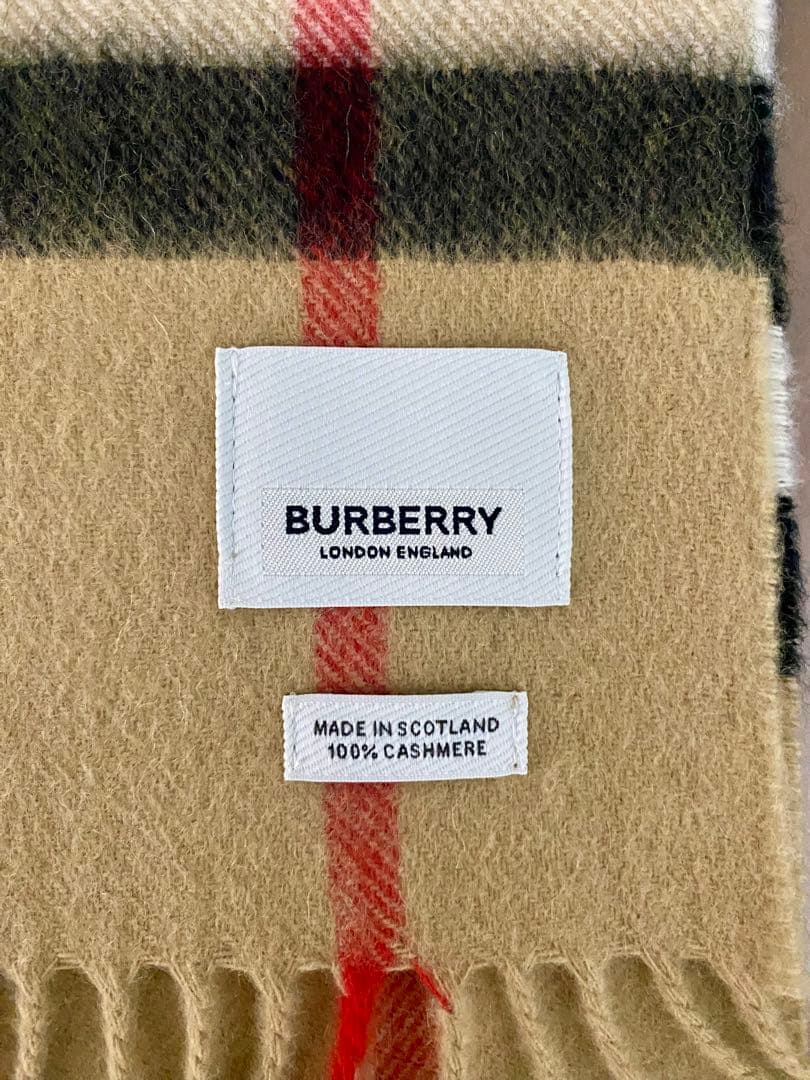 BURBERRY
LONDON ENGLAND
MADE IN SCOTLAND
100% CASHMERE